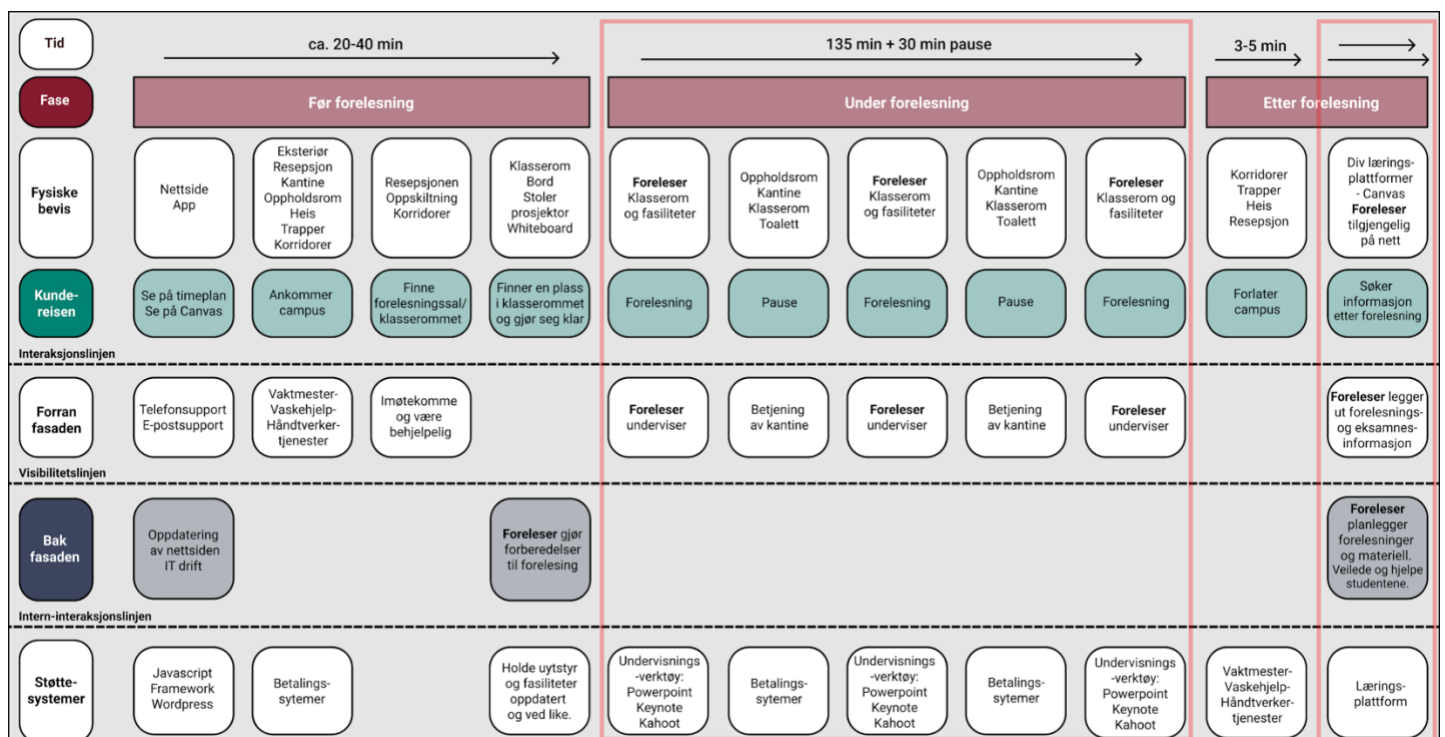 Tid
ca. 20-40 min
135 min + 30 min pause
3-5 min
Fase
Før forelesning
Under forelesning
Etter forelesning
Fysiske
bevis
Nettside
App
Eksteriør
Resepsjon
Kantine
Oppholdsrom
Heis
Trapper
Korridorer
Resepsjonen
Oppskiltning
Korridorer
Klasserom
Bord
Stoler
prosjektor
Whiteboard
Foreleser
Klasserom
og fasiliteter
Oppholdsrom
Kantine
Klasserom
Toalett
Foreleser
Klasserom
og fasiliteter
Oppholdsrom
Kantine
Klasserom
Toalett
Foreleser
Klasserom og
fasiliteter
Korridorer
Trapper
Heis
Resepsjon
Div lærings-
plattformer
- Canvas
Foreleser
tilgjengelig
på nett
Kunde-
reisen
Se på timeplan
Se på Canvas
Ankommer
campus
Finne
forelesningssal/
klasserommet
Finner en plass
i klasserommet
og gjør seg klar
Forelesning
Pause
Forelesning
Pause
Forelesning
Forlater
campus
Søker
informasjon
etter forelesning
Interaksjonslinjen
Forran
fasaden
Telefonsupport
E-postsupport
Vaktmester-
Vaskehjelp-
Håndtverker-
tjenester
Imøtekomme
og være
behjelpelig
Foreleser
underviser
Betjening
av kantine
Foreleser
underviser
Betjening
av kantine
Foreleser
underviser
Foreleser legger
ut forelesnings-
og eksamnes-
informasjon
Visibilitetslinjen
Bak
fasaden
Oppdatering
av nettsiden
IT drift
Foreleser gjør
forberedelser
til forelesing
Foreleser
planlegger
forelesninger
og materiell.
Veilede og hjelpe
studentene.
Intern-interaksjonslinjen
Støtte-
systemer
Javascript
Framework
Wordpress
Betalings-
sytemer
Holde uytstyr
og fasiliteter
oppdatert
og ved like.
Undervisnings
-verktøy:
Powerpoint
Keynote
Kahoot
Betalings-
sytemer
Undervisnings
-verktøy:
Powerpoint
Keynote
Kahoot
Betalings-
sytemer
Undervisnings
-verktøy:
Powerpoint
Keynote
Kahoot
Vaktmester-
Vaskehjelp-
Håndtverker-
tjenester
Lærings-
plattform